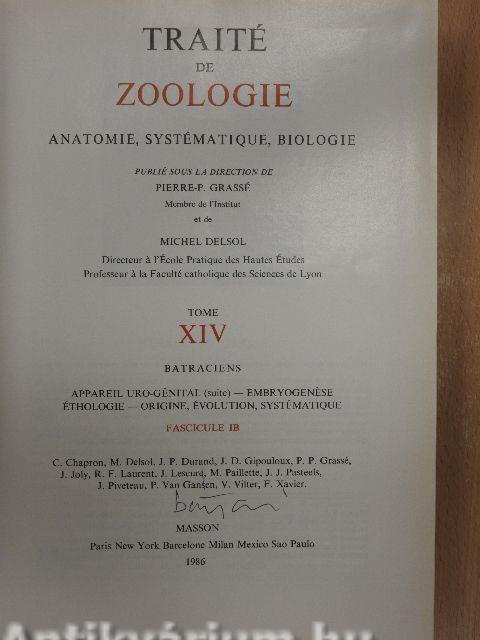 TRAITÉ
DE
ZOOLOGIE
ANATOMIE, SYSTÉMATIQUE, BIOLOGIE
PUBLIÉ SOUS LA DIRECTION DE
PIERRE-P. GRASSÉ
Membre de l'Institut
et de
MICHEL DELSOL
Directeur à l'École Pratique des Hautes Études
Professeur à la Faculté catholique des Sciences de Lyon
TOME
XIV
BATRACIENS
APPAREIL URO-GÉNITAL (suite) — EMBRYOGENÈSE
ÉTHOLOGIE — ORIGINE, ÉVOLUTION, SYSTÉMATIQUE
FASCICULE IB
C. Chapron, M. Delsol, J. P. Durand, J. D. Gipouloux, P. P. Grassé,
J. Joly, R. F. Laurent, J. Lescure, M. Paillette, J. J. Pasteels,
J. Piveteau, P. Van Gansen, V. Vilter, F. Xavier.
MASSON
Paris New York Barcelone Milan Mexico Sao Paulo
1986
Antikvárium.hu